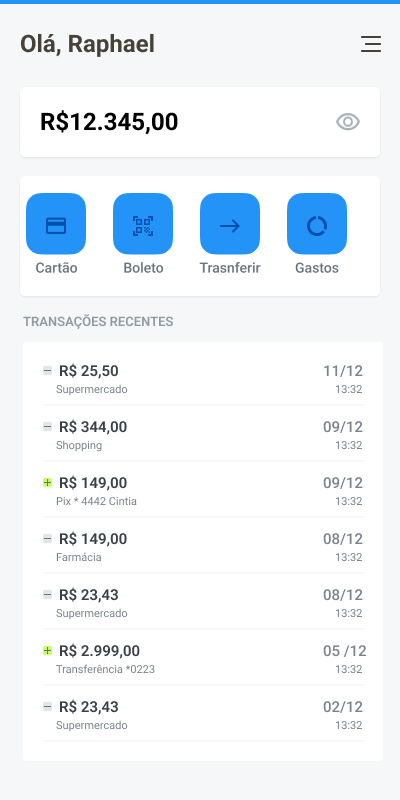 Olá, Raphael
R$12.345,00
Cartão Boleto Trasnferir Gastos
TRANSAÇÕES RECENTES
R$ 25,50 11/12
Supermercado 13:32
R$ 344,00 09/12
Shopping 13:32
R$ 149,00 09/12
Pix * 4442 Cintia 13:32
R$ 149,00 08/12
Farmácia 13:32
R$ 23,43 08/12
Supermercado 13:32
R$ 2.999,00 05 /12
Transferência *0223 13:32
R$ 23,43 02/12
Supermercado 13:32